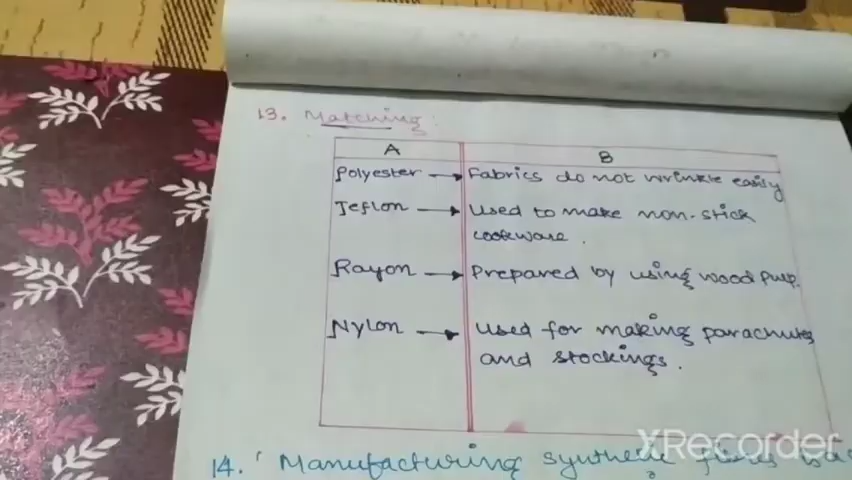 13. Matching:
A B
Polyester → Fabrics do not wrinkle easily
Teflon → Used to make non-stick
cookware.
Rayon → Prepared by using wood pulp.
Nylon → Used for making parachutes
and stockings.
14. ' Manufacturing synthetic
XRecorder